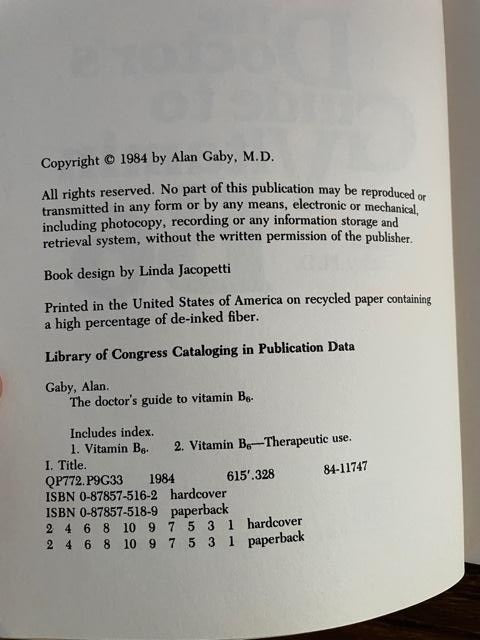 Copyright © 1984 by Alan Gaby, M.D.
All rights reserved. No part of this publication may be reproduced or
transmitted in any form or by any means, electronic or mechanical,
including photocopy, recording or any information storage and
retrieval system, without the written permission of the publisher.
Book design by Linda Jacopetti
Printed in the United States of America on recycled paper containing
a high percentage of de-inked fiber.
Library of Congress Cataloging in Publication Data
Gaby, Alan.
The doctor's guide to vitamin B₆.
Includes index.
1. Vitamin B₆. 2. Vitamin B₆—Therapeutic use.
I. Title.
QP772.P9G33 1984 615'.328 84-11747
ISBN 0-87857-516-2 hardcover
ISBN 0-87857-518-9 paperback
2 4 6 8 10 9 7 5 3 1 hardcover
2 4 6 8 10 9 7 5 3 1 paperback